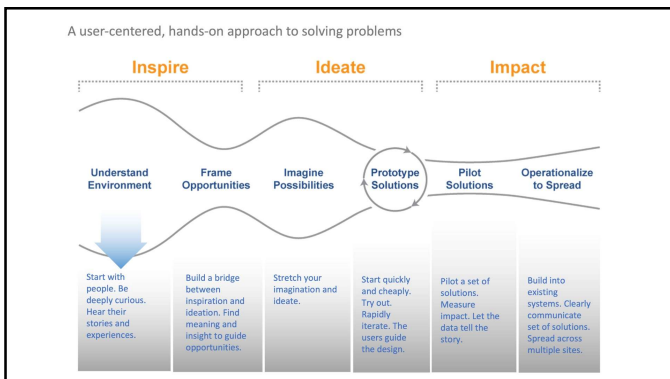 A user-centered, hands-on approach to solving problems
Inspire
Ideate
Impact
Understand
Environment
Frame
Opportunities
Imagine
Possibilities
Prototype
Solutions
Pilot
Solutions
Operationalize
to Spread
Start with
people. Be
deeply curious.
Hear their
stories and
experiences.
Build a bridge
between
inspiration and
ideation. Find
meaning and
insight to guide
opportunities.
Stretch your
imagination and
ideate.
Start quickly
and cheaply.
Try out.
Rapidly
iterate. The
users guide
the design.
Pilot a set of
solutions.
Measure
impact. Let the
data tell the
story.
Build into
existing
systems. Clearly
communicate
set of solutions.
Spread across
multiple sites.